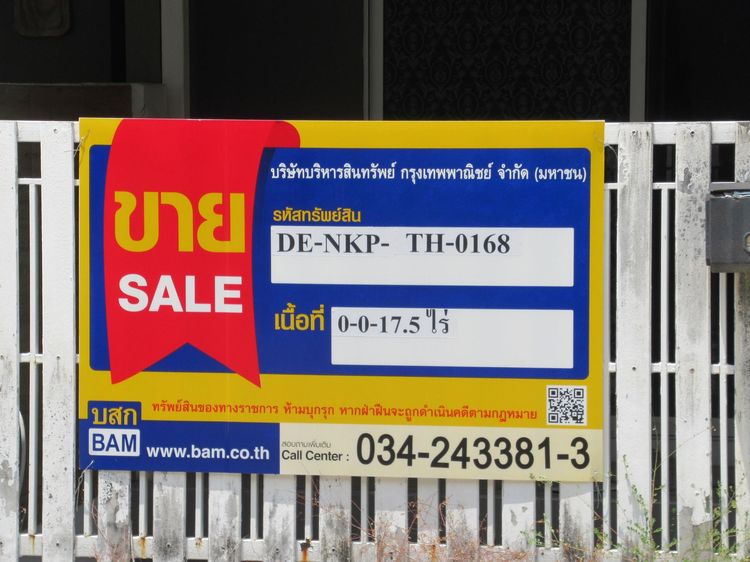 บริษัทบริหารสินทรัพย์ กรุงเทพพาณิชย์ จำกัด (มหาชน)
ขาย
SALE
รหัสทรัพย์สิน
DE-NKP- TH-0168
เนื้อที่
0-0-17.5 ไร่
ทรัพย์สินของทางราชการ ห้ามบุกรุก หากฝ่าฝืนจะถูกดำเนินคดีตามกฎหมาย
บสก
BAM
www.bam.co.th
สอบถามเพิ่มเติม
Call Center : 034-243381-3